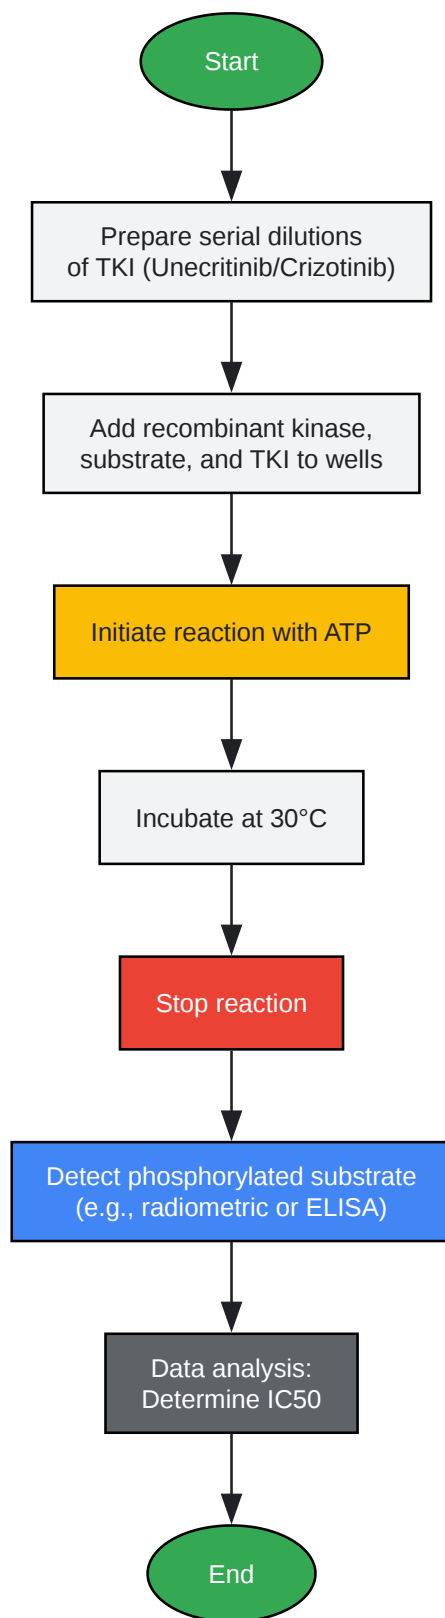 Start
Prepare serial dilutions
of TKI (Unecritinib/Crizotinib)
Add recombinant kinase,
substrate, and TKI to wells
Initiate reaction with ATP
Incubate at 30°C
Stop reaction
Detect phosphorylated substrate
(e.g., radiometric or ELISA)
Data analysis:
Determine IC50
End